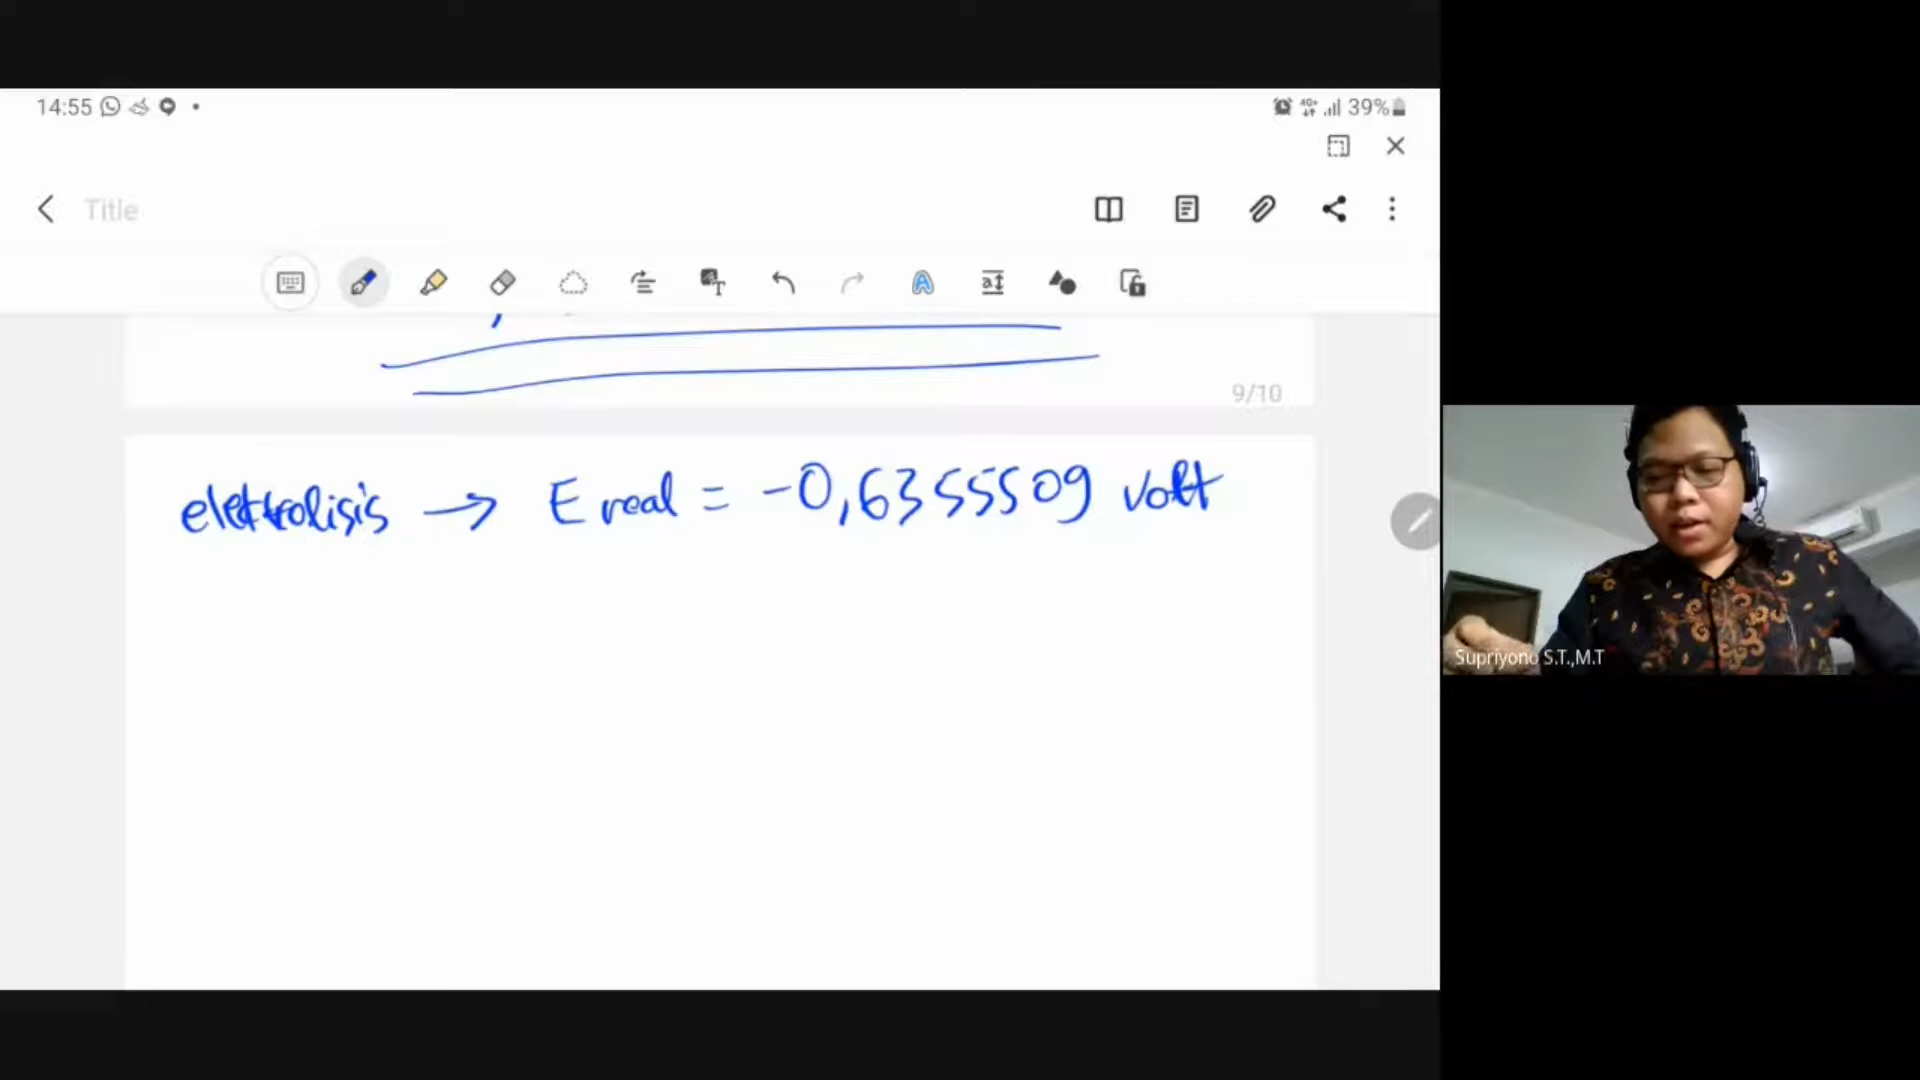 14:55
39%
Title
9/10
elektrolisis → E real = -0,6355509 volt
Supriyono S.T.,M.T